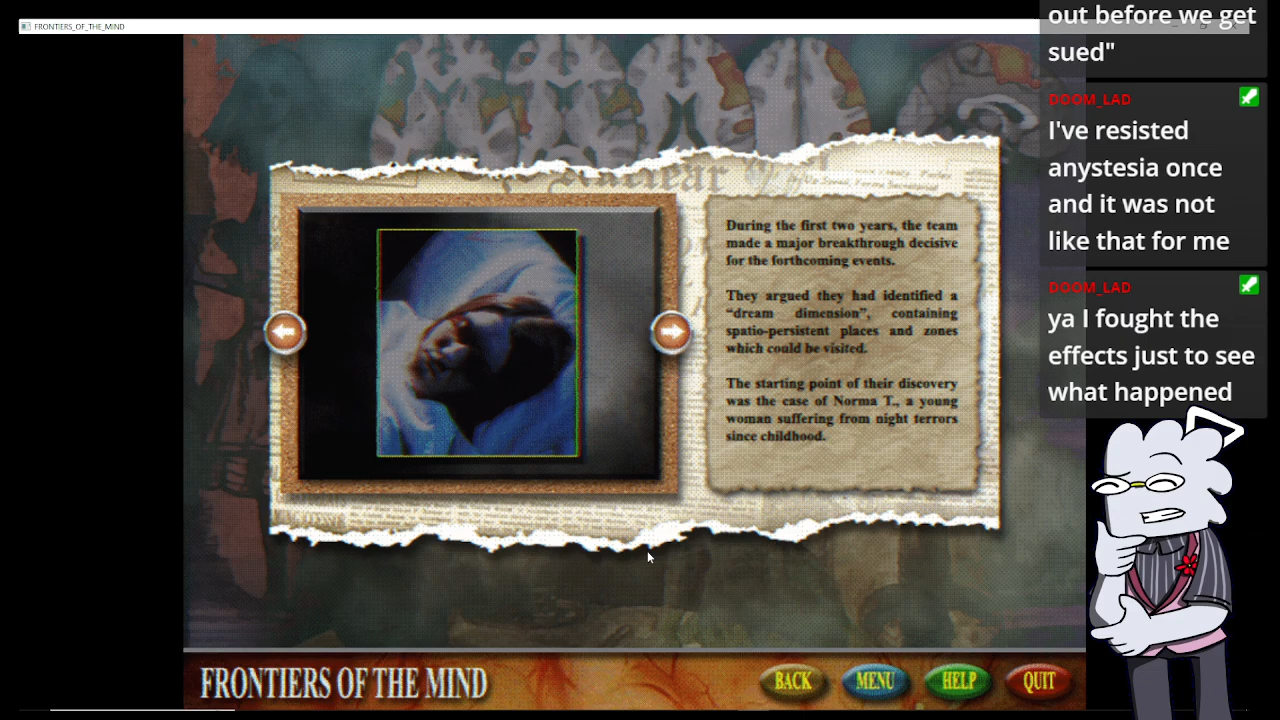 FRONTIERS_OF_THE_MIND
out before we get
sued"
DOOM_LAD
I've resisted
anystesia once
and it was not
like that for me
DOOM_LAD
ya I fought the
effects just to see
what happened
Nuclear
During the first two years, the team
made a major breakthrough decisive
for the forthcoming events.
They argued they had identified a
“dream dimension”, containing
spatio-persistent places and zones
which could be visited.
The starting point of their discovery
was the case of Norma T., a young
woman suffering from night terrors
since childhood.
FRONTIERS OF THE MIND
BACK
MENU
HELP
QUIT